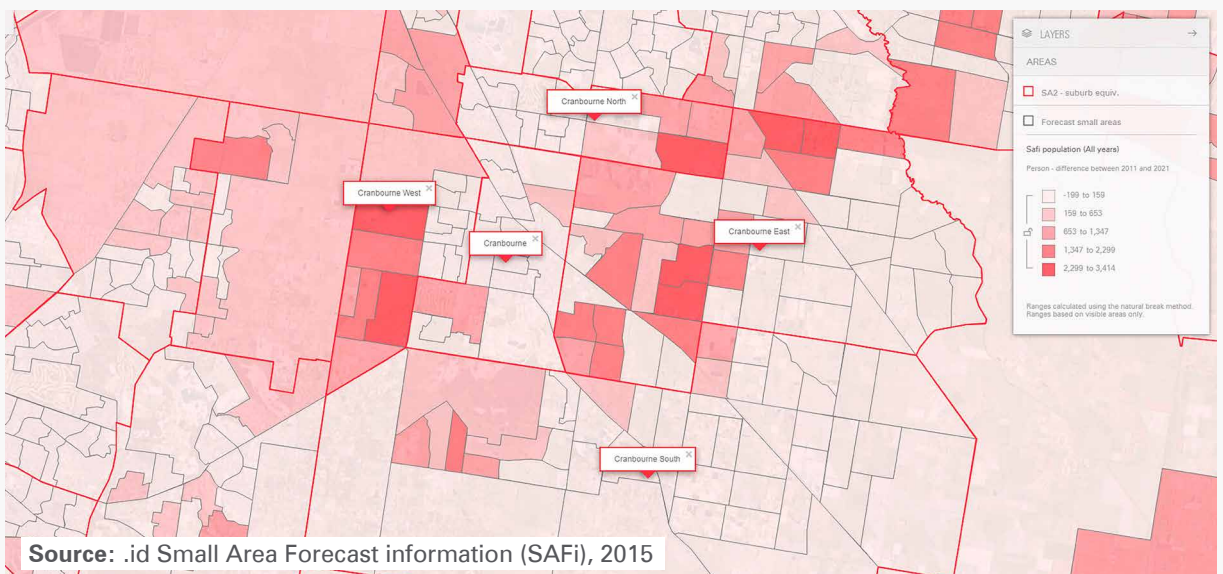 LAYERS
AREAS
SA2 - suburb equiv.
Forecast small areas
Safi population (All years)
Person - difference between 2011 and 2021
-199 to 159
159 to 653
653 to 1,347
1,347 to 2,299
2,299 to 3,414
Ranges calculated using the natural break method.
Ranges based on visible areas only.
Cranbourne North
Cranbourne West
Cranbourne
Cranbourne East
Cranbourne South
Source: .id Small Area Forecast information (SAFi), 2015